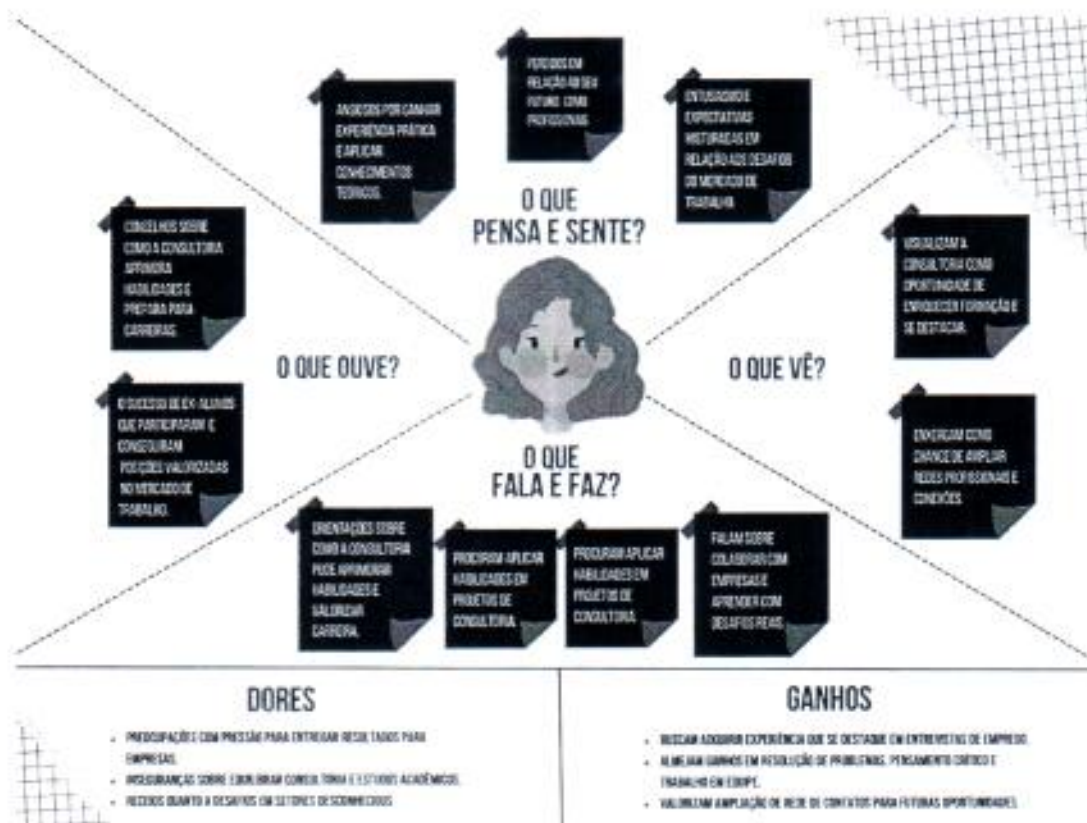 PERDIDOS EM
RELAÇÃO AO SEU
FUTURO COMO
PROFISSIONAIS
ANSIOSOS POR GANHAR
EXPERIÊNCIA PRÁTICA
E APLICAR
CONHECIMENTOS
TEÓRICOS.
ENTUSIASMO E
EXPECTATIVAS
MISTURADAS EM
RELAÇÃO AOS DESAFIOS
DO MERCADO DE
TRABALHA
O QUE
PENSA E SENTE?
CONSELHOS SOBRE
COMO A CONSULTORIA
APRIMORA
HABILIDADES E
PREPARA PARA
CARREIRAS.
O SUCESSO DE EX-ALUNOS
QUE PARTICIPARAM E
CONSEGUIRAM
POSIÇÕES VALORIZADAS
NO MERCADO DE
TRABALHO.
O QUE OUVE?
O QUE VÊ?
VISUALIZAM A
CONSULTORIA COMO
OPORTUNIDADE DE
ENRIQUECER FORMAÇÃO E
SE DESTACAR.
ENXERGAM COMO
CHANCE DE AMPLIAR
REDES PROFISSIONAIS E
CONEXÕES.
O QUE
FALA E FAZ?
ORIENTAÇÕES SOBRE
COMO A CONSULTORIA
PODE APRIMORAR
HABILIDADES E
VALORIZAR
CARREIRA.
PROCURAM APLICAR
HABILIDADES EM
PROJETOS DE
CONSULTORIA.
PROCURAM APLICAR
HABILIDADES EM
PROJETOS DE
CONSULTORIA.
FALAM SOBRE
COLABORAR COM
EMPRESAS E
APRENDER COM
DESAFIOS REAIS.
DORES
• PREOCUPAÇÕES COM PRESSÃO PARA ENTREGAR RESULTADOS PARA
EMPRESAS.
• INSEGURANÇAS SOBRE EQUILIBRAR CONSULTORIA E ESTUDOS ACADÊMICOS.
• RECEIOS QUANTO A DESAFIOS EM SETORES DESCONHECIDOS
GANHOS
• BUSCAM ADQUIRIR EXPERIÊNCIA QUE SE DESTAQUE EM ENTREVISTAS DE EMPREGO.
• ALMEJAM GANHOS EM RESOLUÇÃO DE PROBLEMAS, PENSAMENTO CRÍTICO E
TRABALHO EM EQUIPE.
• VALORIZAM AMPLIAÇÃO DE REDE DE CONTATOS PARA FUTURAS OPORTUNIDADES.